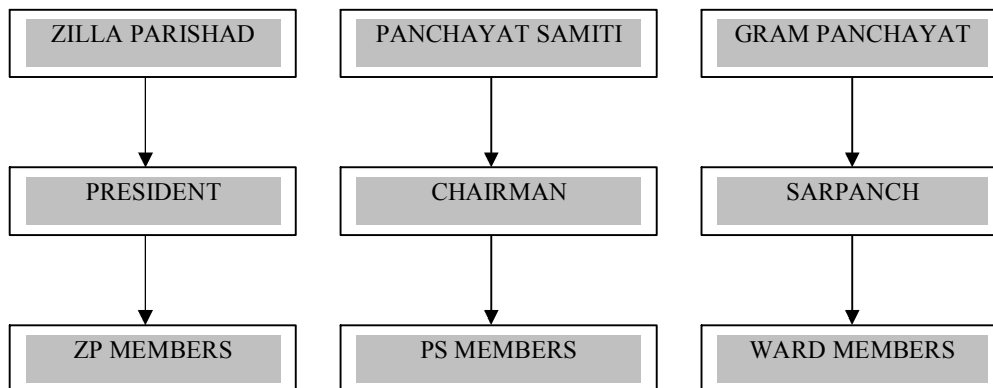 ZILLA PARISHAD
PANCHAYAT SAMITI
GRAM PANCHAYAT
PRESIDENT
CHAIRMAN
SARPANCH
ZP MEMBERS
PS MEMBERS
WARD MEMBERS